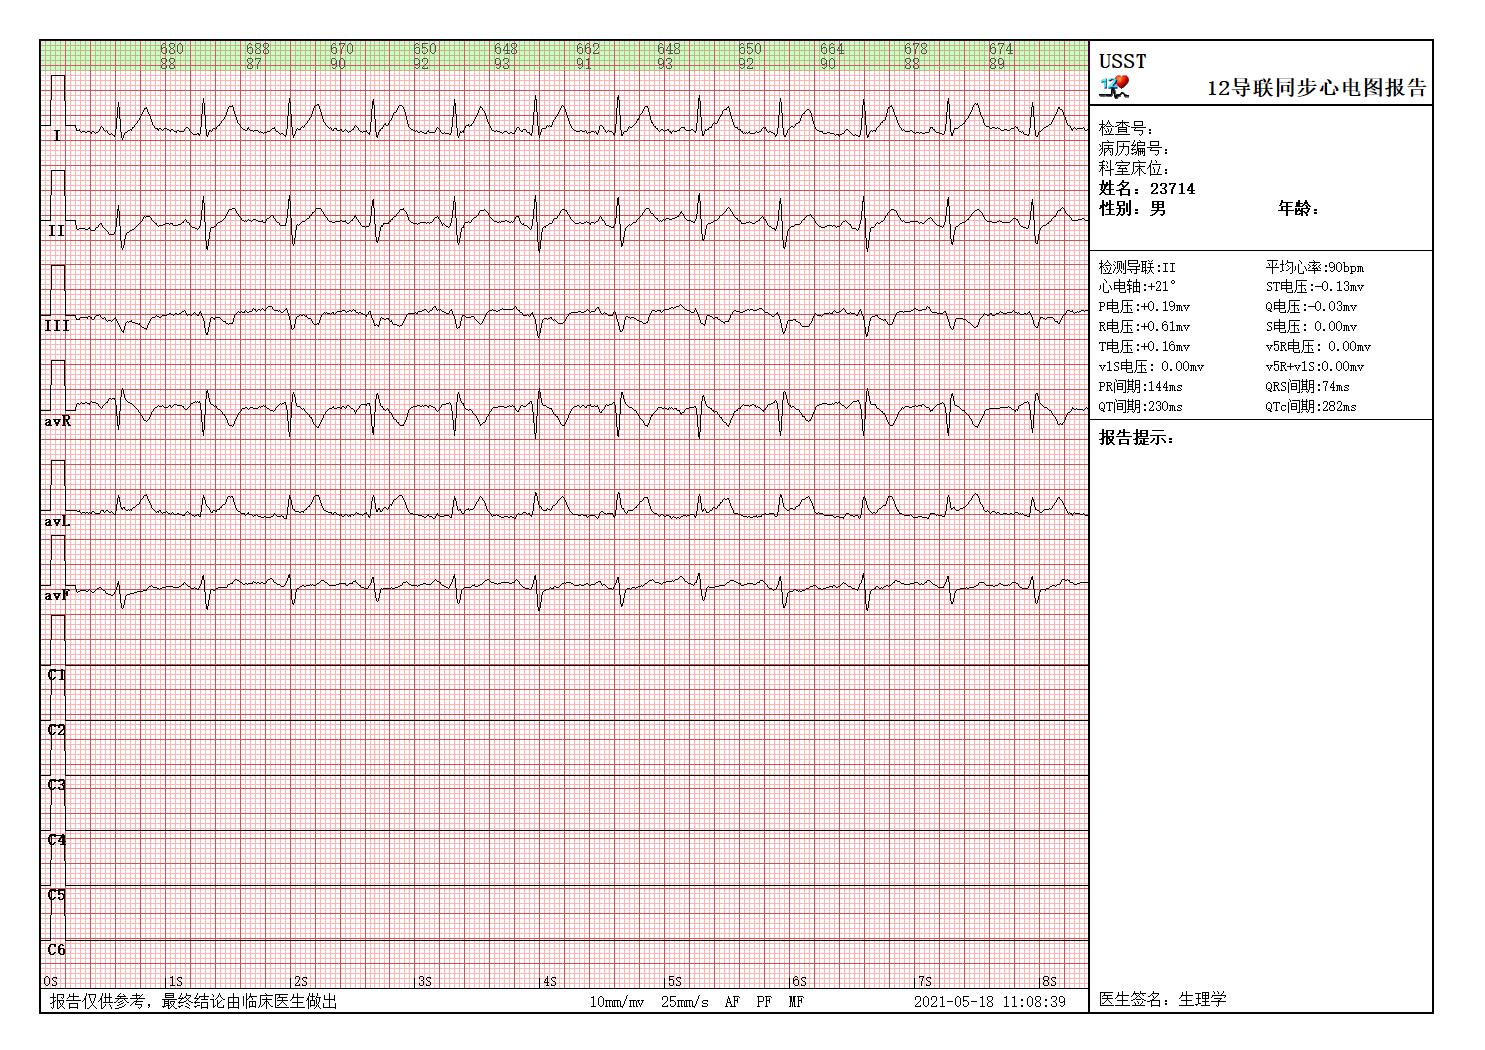 680 688 670 650 648 662 648 650 664 678 674
88 87 90 92 93 91 93 92 90 88 89
I
II
III
avR
avL
avF
C1
C2
C3
C4
C5
C6
0S 1S 2S 3S 4S 5S 6S 7S 8S
报告仅供参考，最终结论由临床医生做出 10mm/mv 25mm/s AF PF MF 2021-05-18 11:08:39
USST
12
12导联同步心电图报告
检查号：
病历编号：
科室床位：
姓名：23714
性别：男 年龄：
检测导联:II 平均心率:90bpm
心电轴:+21° ST电压:-0.13mv
P电压:+0.19mv Q电压:-0.03mv
R电压:+0.61mv S电压: 0.00mv
T电压:+0.16mv v5R电压: 0.00mv
v1S电压: 0.00mv v5R+v1S:0.00mv
PR间期:144ms QRS间期:74ms
QT间期:230ms QTc间期:282ms
报告提示：
医生签名：生理学